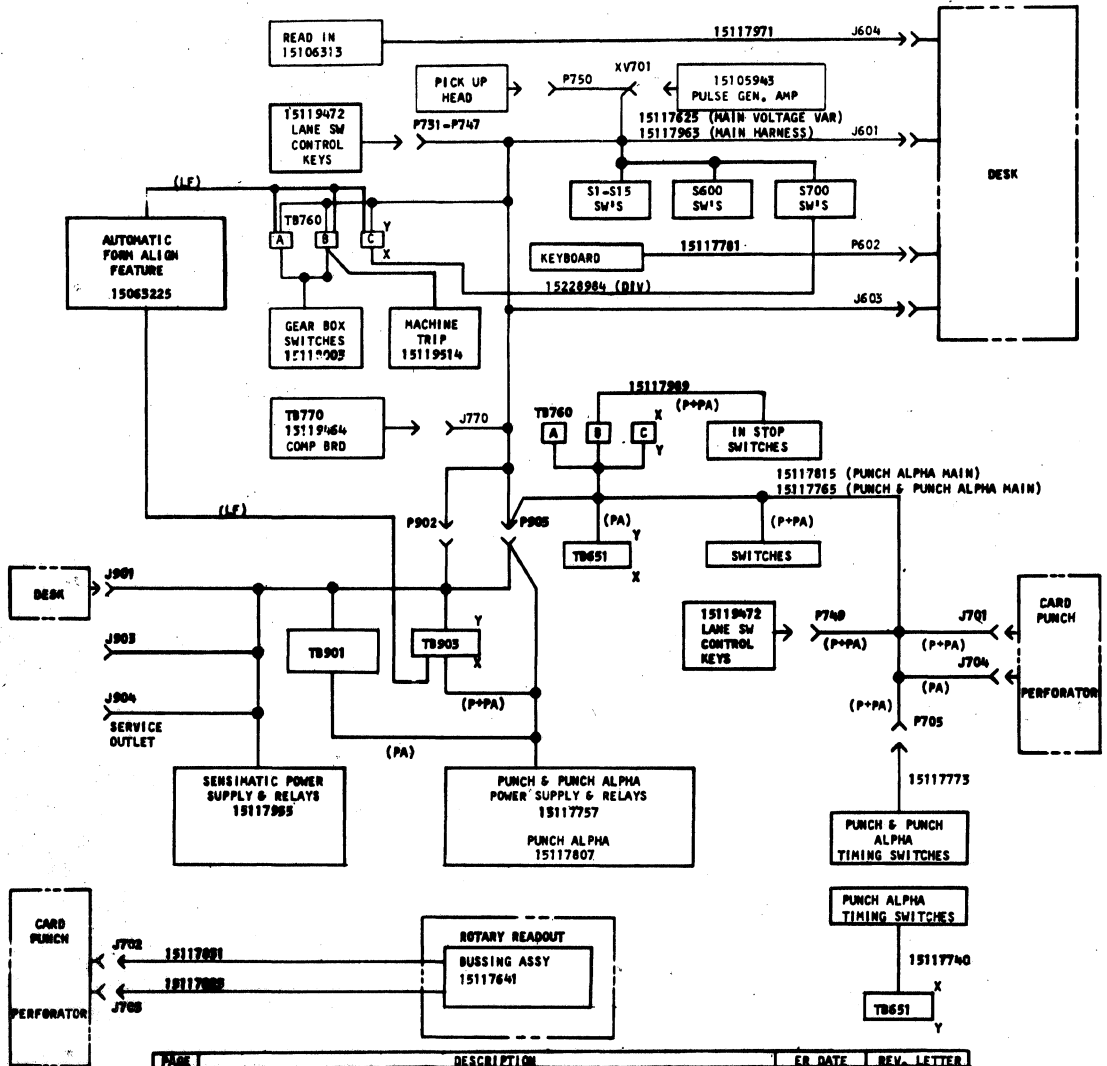 READ IN
15106313
15117971
J604
PICK UP
HEAD
P750
XV701
15105943
PULSE GEN. AMP
15119472
LANE SW
CONTROL
KEYS
P731-P747
15117625 (MAIN VOLTAGE VAR)
15117963 (MAIN HARNESS)
J601
DESK
(LF)
S1-S15
SW'S
S600
SW'S
S700
SW'S
TB760
A
B
C
Y
X
AUTOMATIC
FORM ALIGN
FEATURE
15063225
KEYBOARD
15117781
P602
15228984 (DIV)
J603
GEAR BOX
SWITCHES
MACHINE
TRIP
15119514
TB770
COMP BRD
J770
15117989
(P+PA)
TB760
A
B
C
X
Y
IN STOP
SWITCHES
15117815 (PUNCH ALPHA MAIN)
15117765 (PUNCH & PUNCH ALPHA MAIN)
(LF)
P902
P905
(PA)
TB651
Y
X
(P+PA)
SWITCHES
DESK
J901
J903
J904
SERVICE
OUTLET
TB901
TB903
Y
X
(P+PA)
(PA)
15119472
LANE SW
CONTROL
KEYS
P749
(P+PA)
J701
(P+PA)
J704
(PA)
(P+PA)
P705
CARD
PUNCH
PERFORATOR
SENSIMATIC POWER
SUPPLY & RELAYS
15117955
PUNCH & PUNCH ALPHA
POWER SUPPLY & RELAYS
15117757
PUNCH ALPHA
15117807
15117773
PUNCH & PUNCH
ALPHA
TIMING SWITCHES
PUNCH ALPHA
TIMING SWITCHES
15117740
TB651
X
Y
CARD
PUNCH
PERFORATOR
J702
J703
ROTARY READOUT
BUSSING ASSY
15117641
PAGE DESCRIPTION ER DATE REV. LETTER